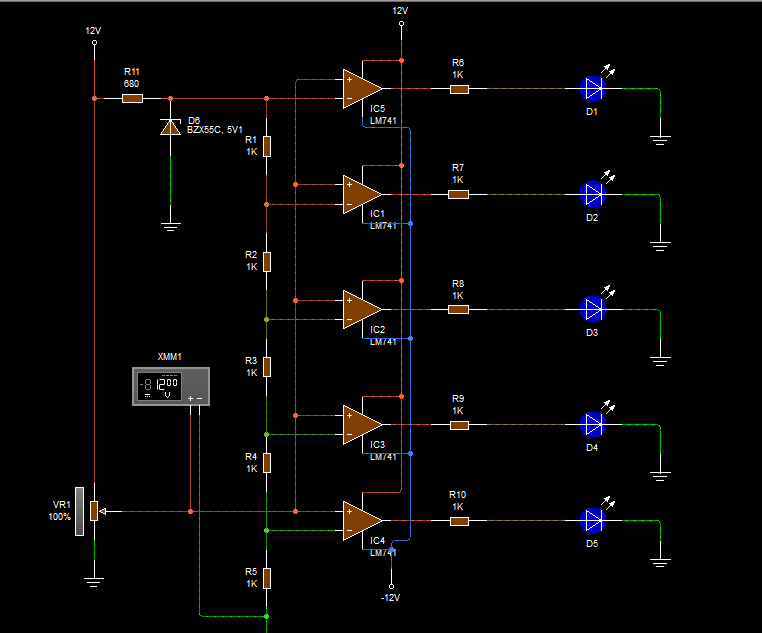 12V
12V
R11
680
D6
BZX55C, 5V1
R1
1K
IC5
LM741
R6
1K
D1
R7
1K
IC1
LM741
D2
R2
1K
R8
1K
IC2
LM741
D3
XMM1
-8 1200
V
+ -
R3
1K
R9
1K
IC3
LM741
D4
R4
1K
VR1
100%
R10
1K
IC4
LM741
D5
R5
1K
-12V